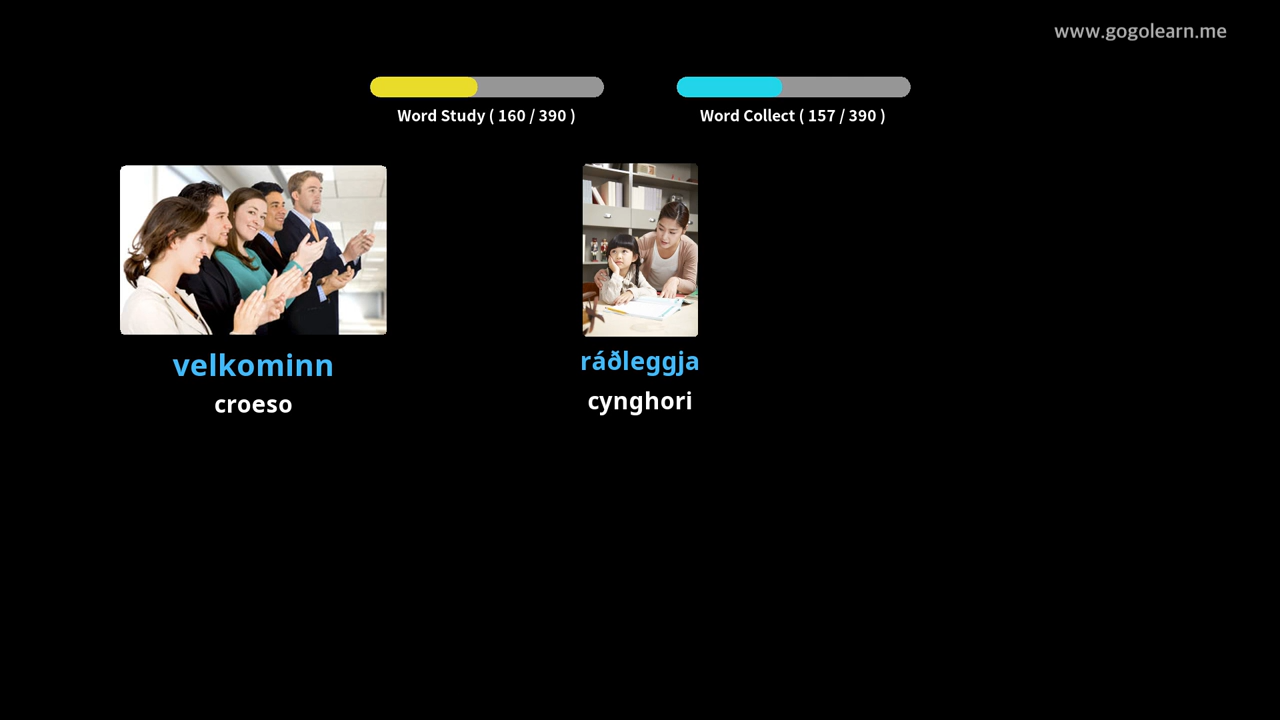 www.gogolearn.me
Word Study ( 160 / 390 )
Word Collect ( 157 / 390 )
velkominn
croeso
ráðleggja
cynghori